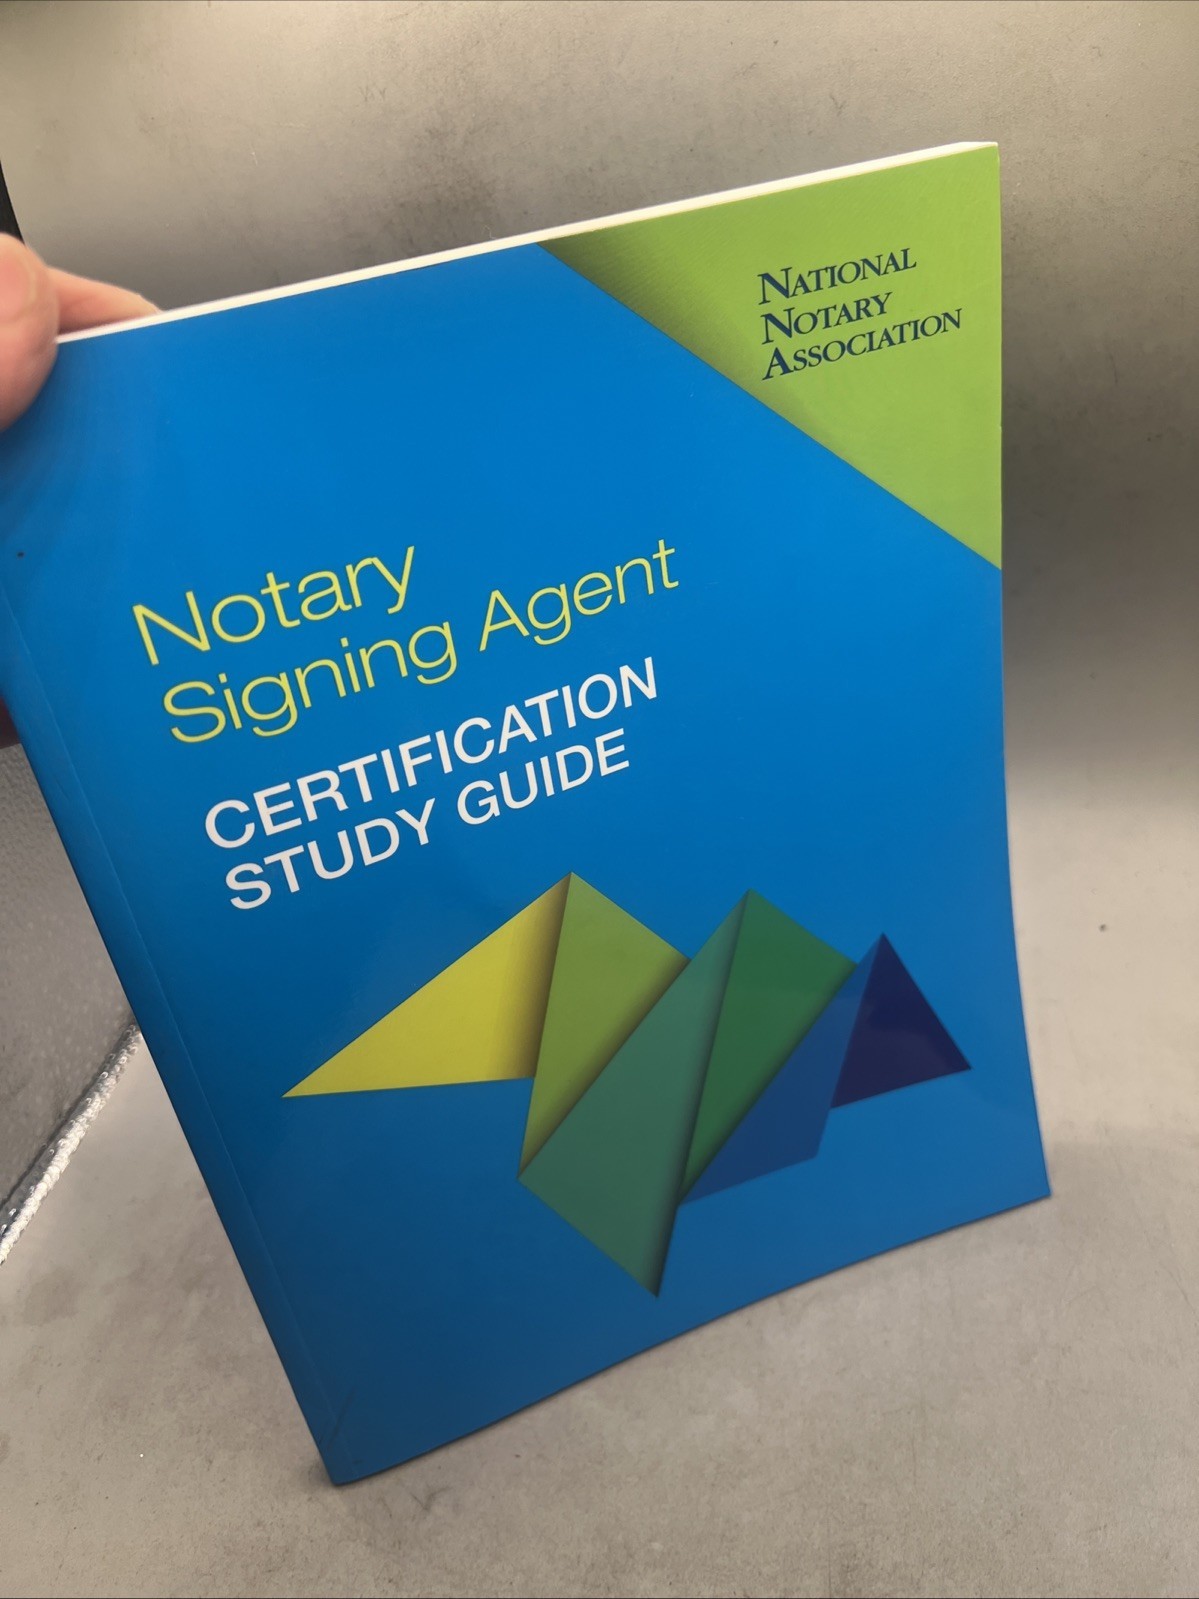 NATIONAL
NOTARY
ASSOCIATION
Notary
Signing Agent
CERTIFICATION
STUDY GUIDE